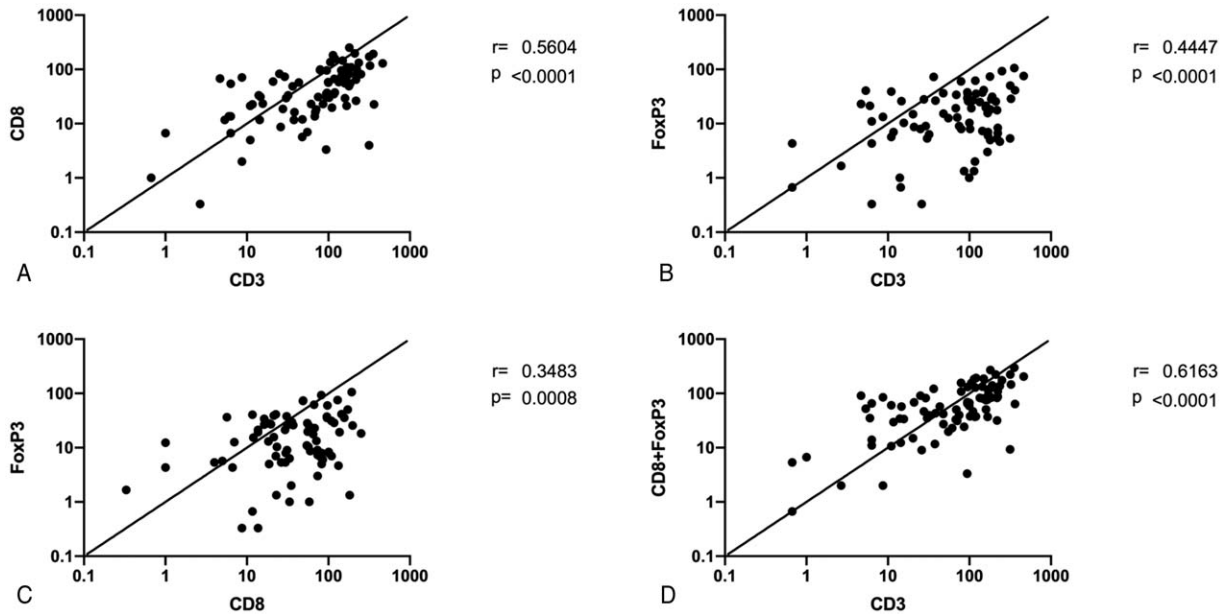 1000
100
10
1
0.1
CD8
0.1 1 10 100 1000
CD3
r= 0.5604
p <0.0001
A
1000
100
10
1
0.1
FoxP3
0.1 1 10 100 1000
CD3
r= 0.4447
p <0.0001
B
1000
100
10
1
0.1
FoxP3
0.1 1 10 100 1000
CD8
r= 0.3483
p= 0.0008
C
1000
100
10
1
0.1
CD8+FoxP3
0.1 1 10 100 1000
CD3
r= 0.6163
p <0.0001
D